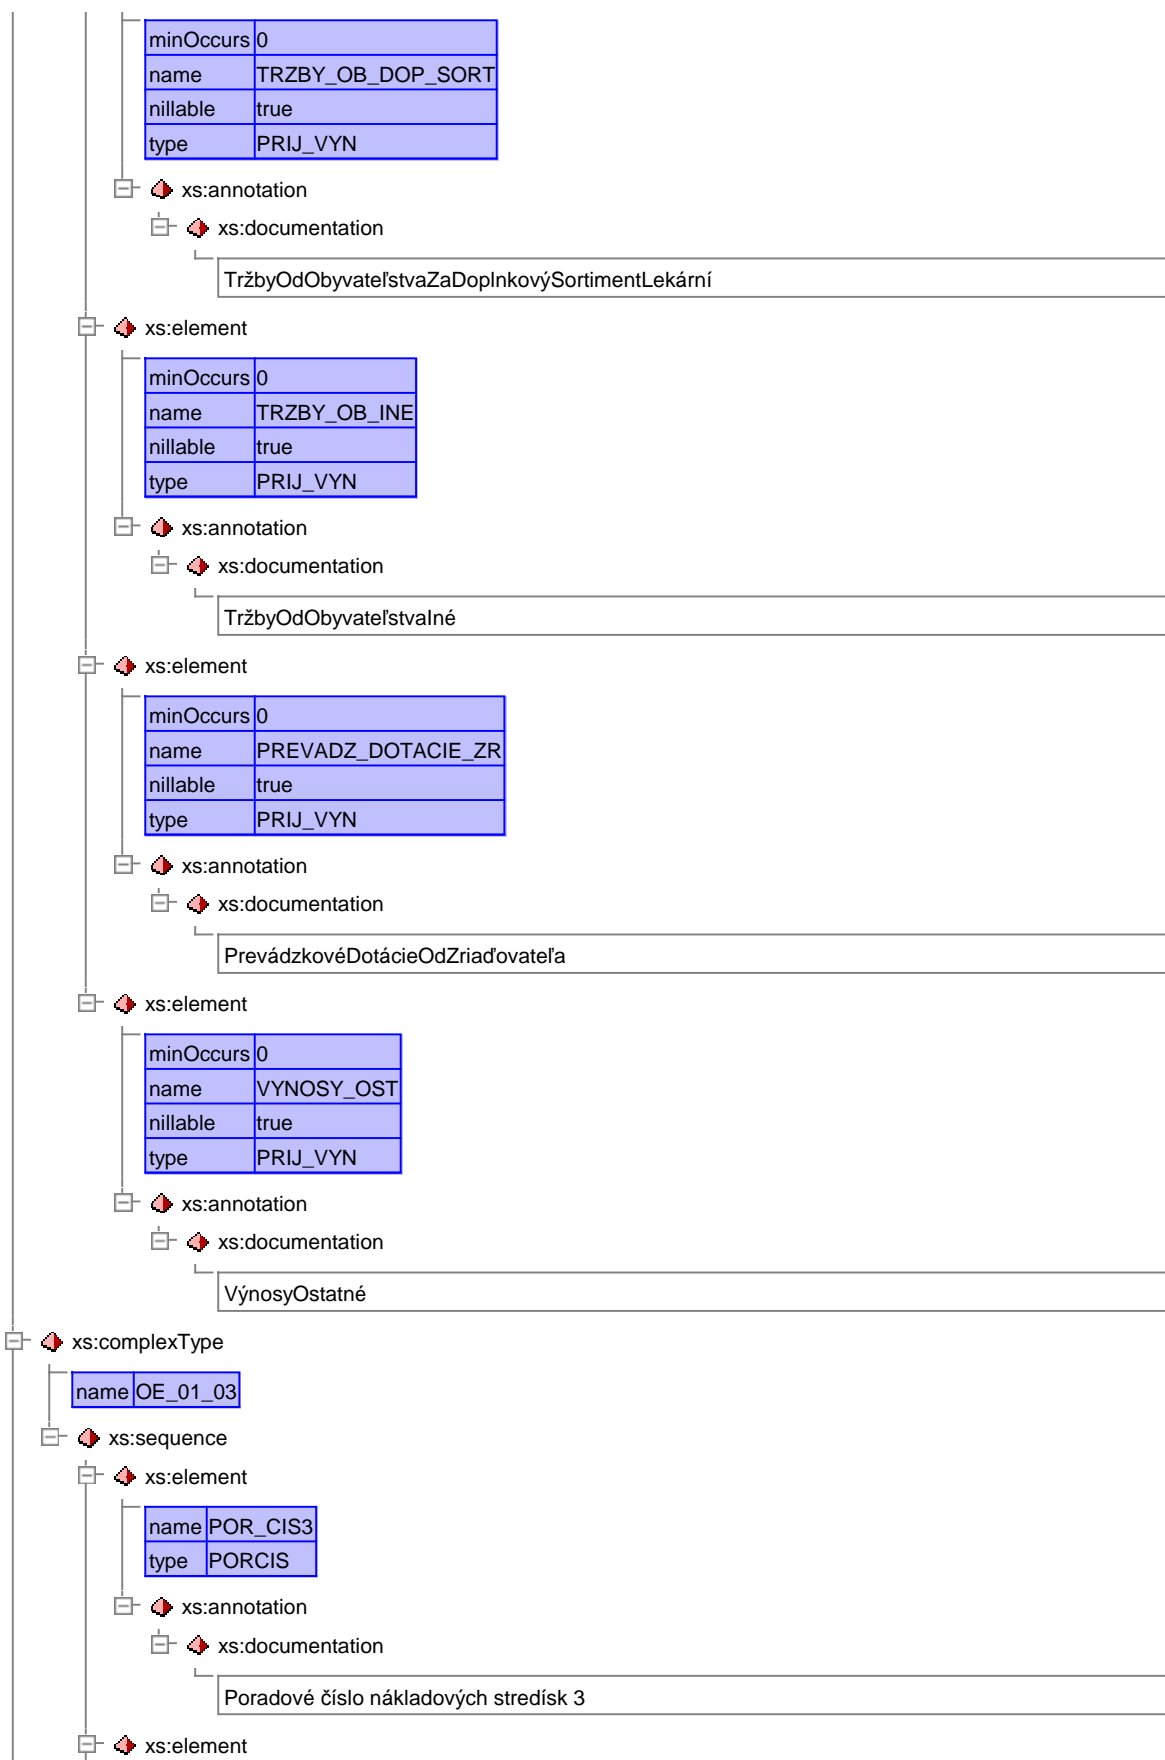 minOccurs 0
name TRZBY_OB_DOP_SORT
nillable true
type PRIJ_VYN
xs:annotation
xs:documentation
TržbyOdObyvateľstvaZaDoplnkovýSortimentLekární
xs:element
minOccurs 0
name TRZBY_OB_INE
nillable true
type PRIJ_VYN
xs:annotation
xs:documentation
TržbyOdObyvateľstvaIné
xs:element
minOccurs 0
name PREVADZ_DOTACIE_ZR
nillable true
type PRIJ_VYN
xs:annotation
xs:documentation
PrevádzkovéDotácieOdZriaďovateľa
xs:element
minOccurs 0
name VYNOSY_OST
nillable true
type PRIJ_VYN
xs:annotation
xs:documentation
VýnosyOstatné
xs:complexType
name OE_01_03
xs:sequence
xs:element
name POR_CIS3
type PORCIS
xs:annotation
xs:documentation
Poradové číslo nákladových stredísk 3
xs:element